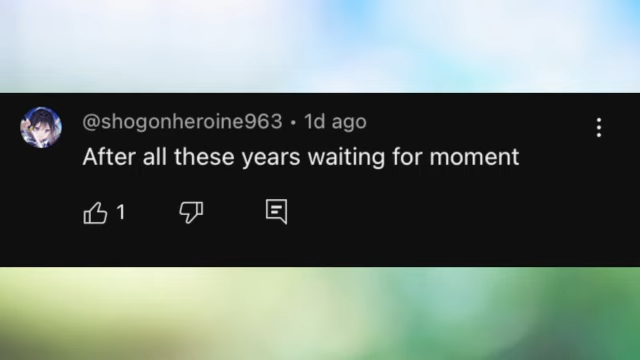 @shogonheroine963 • 1d ago
After all these years waiting for moment
1